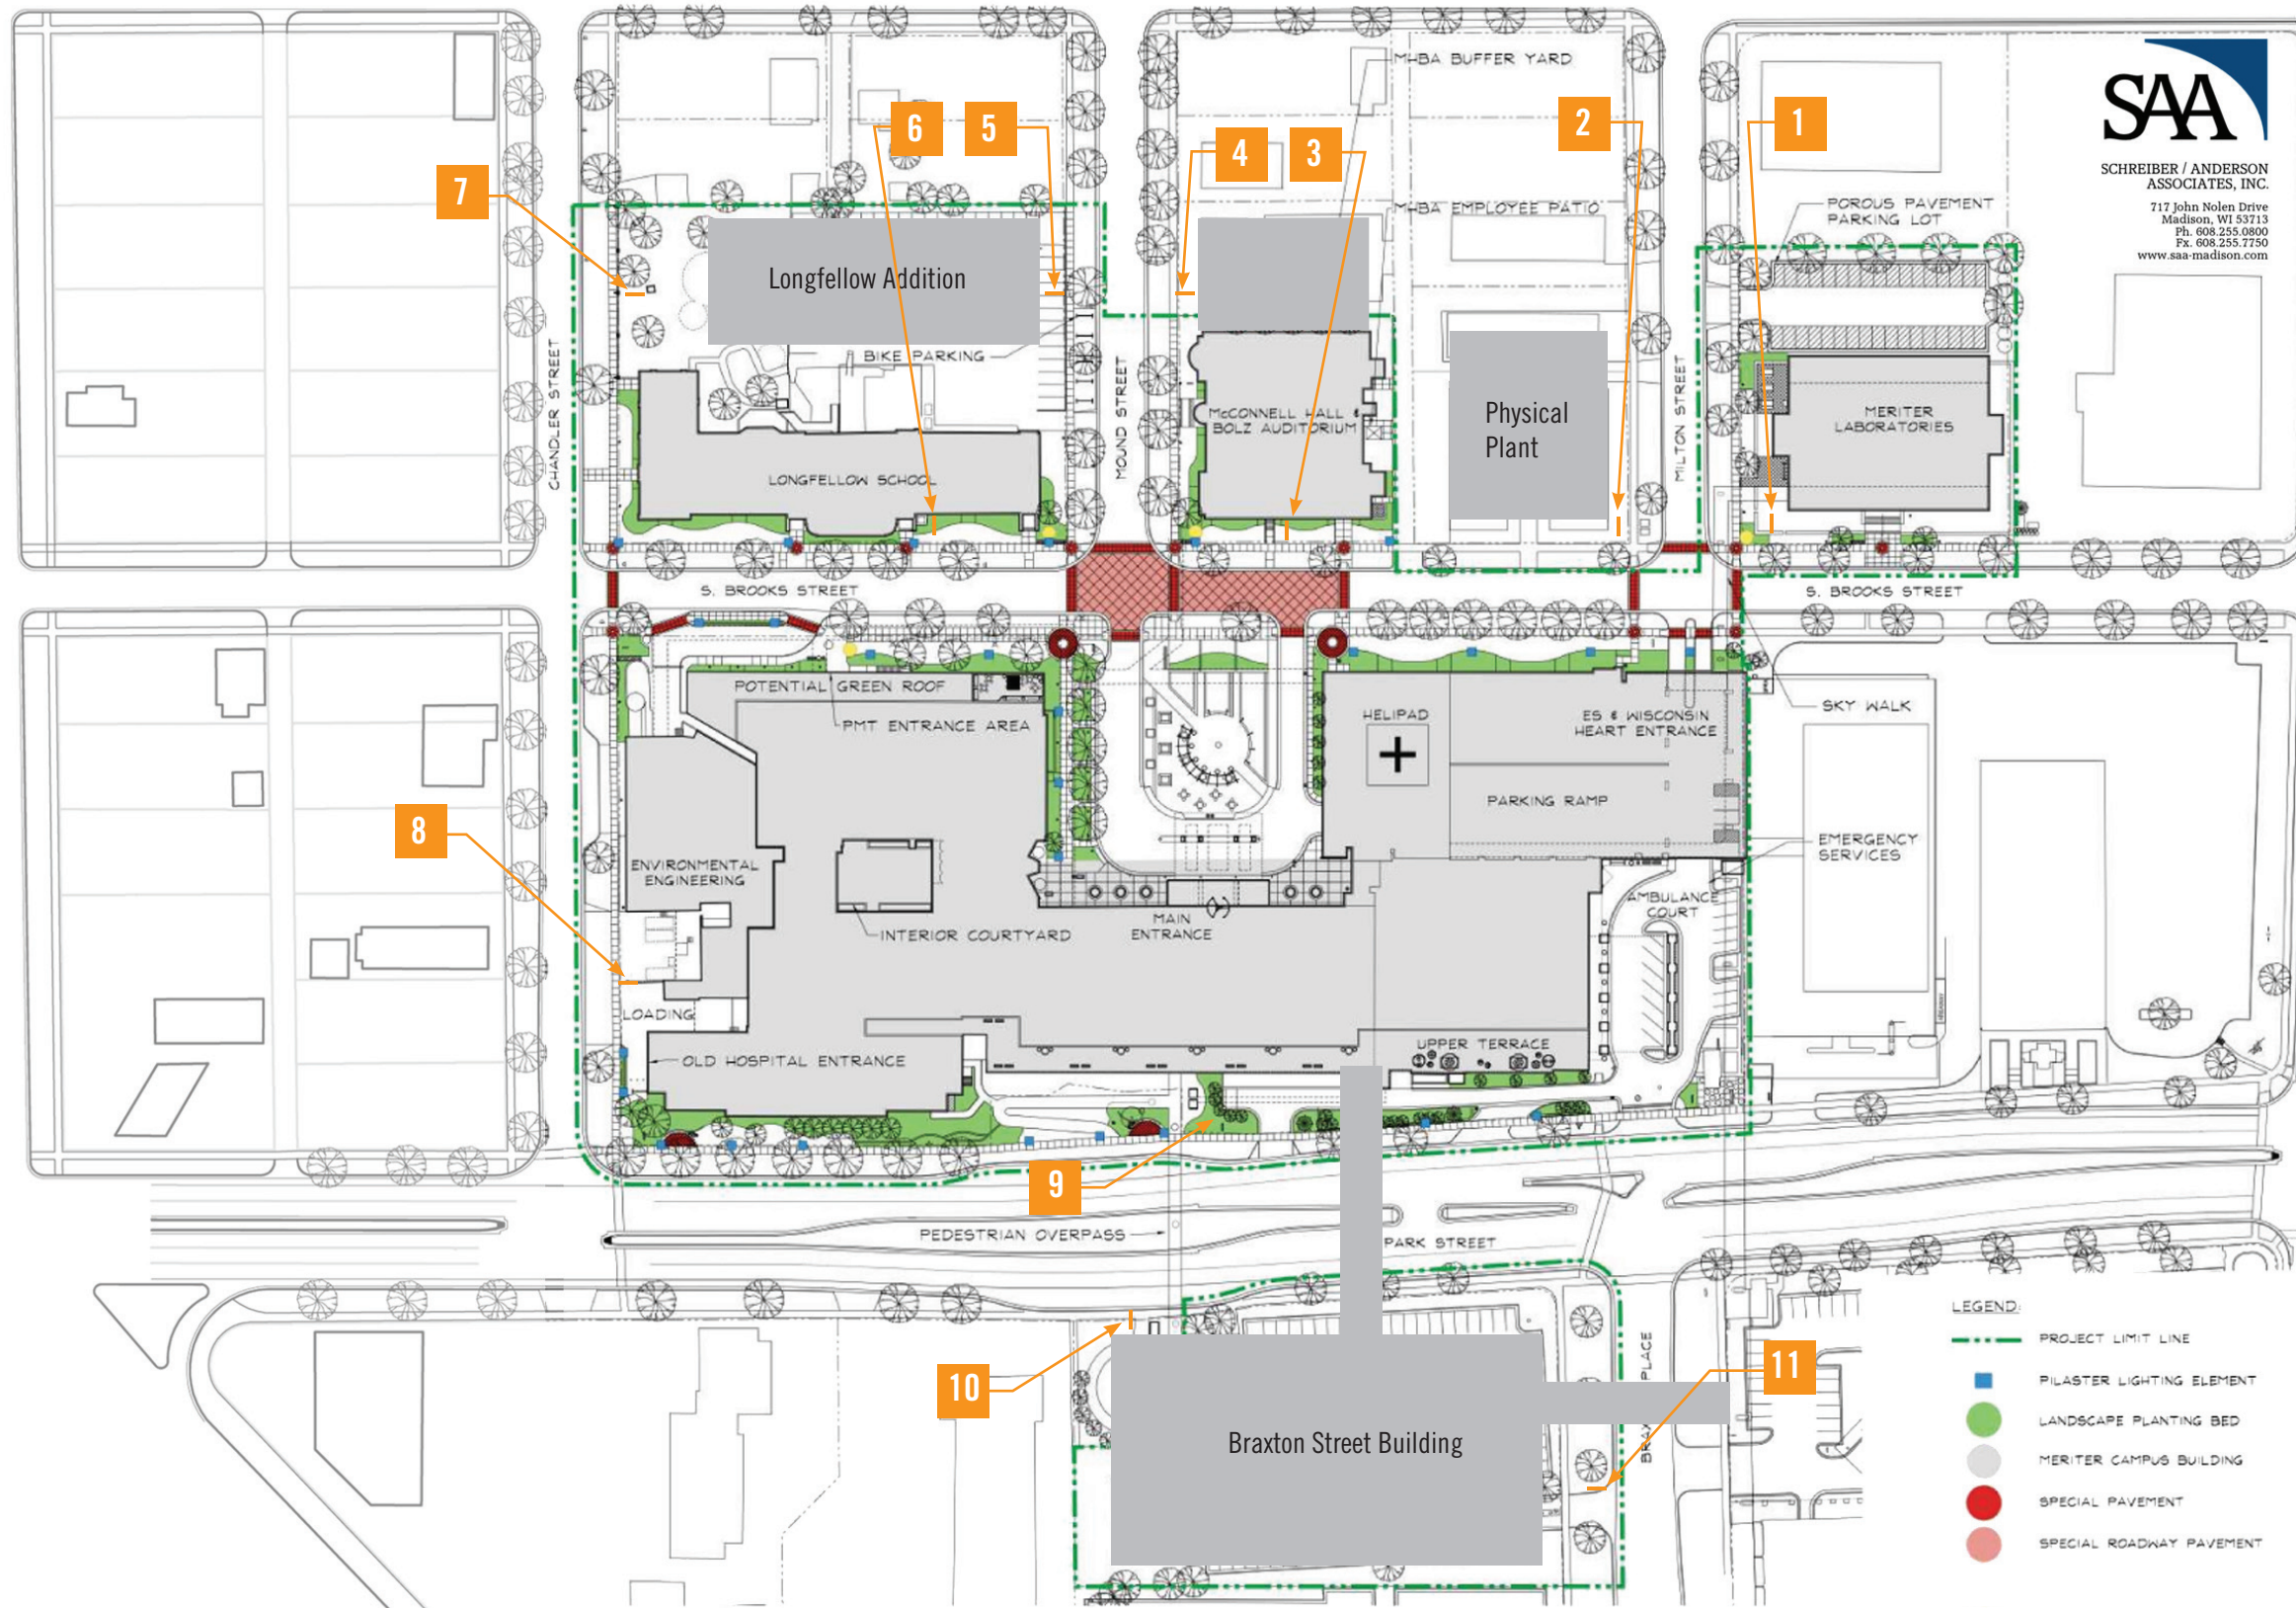 M-HBA BUFFER YARD
SAA
SCHREIBER / ANDERSON
ASSOCIATES, INC.
717 John Nolen Drive
Madison, WI 53713
Ph. 608.255.0800
Fx. 608.255.7750
www.saa-madison.com
6
5
4
3
2
1
7
M-HBA EMPLOYEE PATIO
POROUS PAVEMENT
PARKING LOT
Longfellow Addition
BIKE PARKING
CHANDLER STREET
MOUND STREET
MILTON STREET
McCONNELL HALL &
BOLZ AUDITORIUM
Physical
Plant
MERITER
LABORATORIES
LONGFELLOW SCHOOL
S. BROOKS STREET
S. BROOKS STREET
POTENTIAL GREEN ROOF
PMT ENTRANCE AREA
HELIPAD
ES & WISCONSIN
HEART ENTRANCE
SKY WALK
PARKING RAMP
8
ENVIRONMENTAL
ENGINEERING
EMERGENCY
SERVICES
INTERIOR COURTYARD
MAIN
ENTRANCE
AMBULANCE
COURT
LOADING
OLD HOSPITAL ENTRANCE
UPPER TERRACE
9
PEDESTRIAN OVERPASS
PARK STREET
10
11
Braxton Street Building
BRAX PLACE
LEGEND:
PROJECT LIMIT LINE
PILASTER LIGHTING ELEMENT
LANDSCAPE PLANTING BED
MERITER CAMPUS BUILDING
SPECIAL PAVEMENT
SPECIAL ROADWAY PAVEMENT